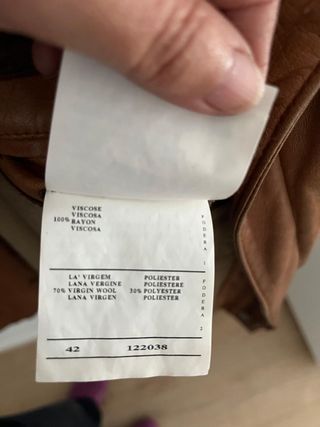 VISCOSE
VISCOSA
100% RAYON
VISCOSA
FODERA 1
LA' VIRGEM POLIESTER
LANA VERGINE POLIESTERE
70% VIRGIN WOOL 30% POLYESTER
LANA VIRGEN POLIESTER
FODERA 2
42 122038